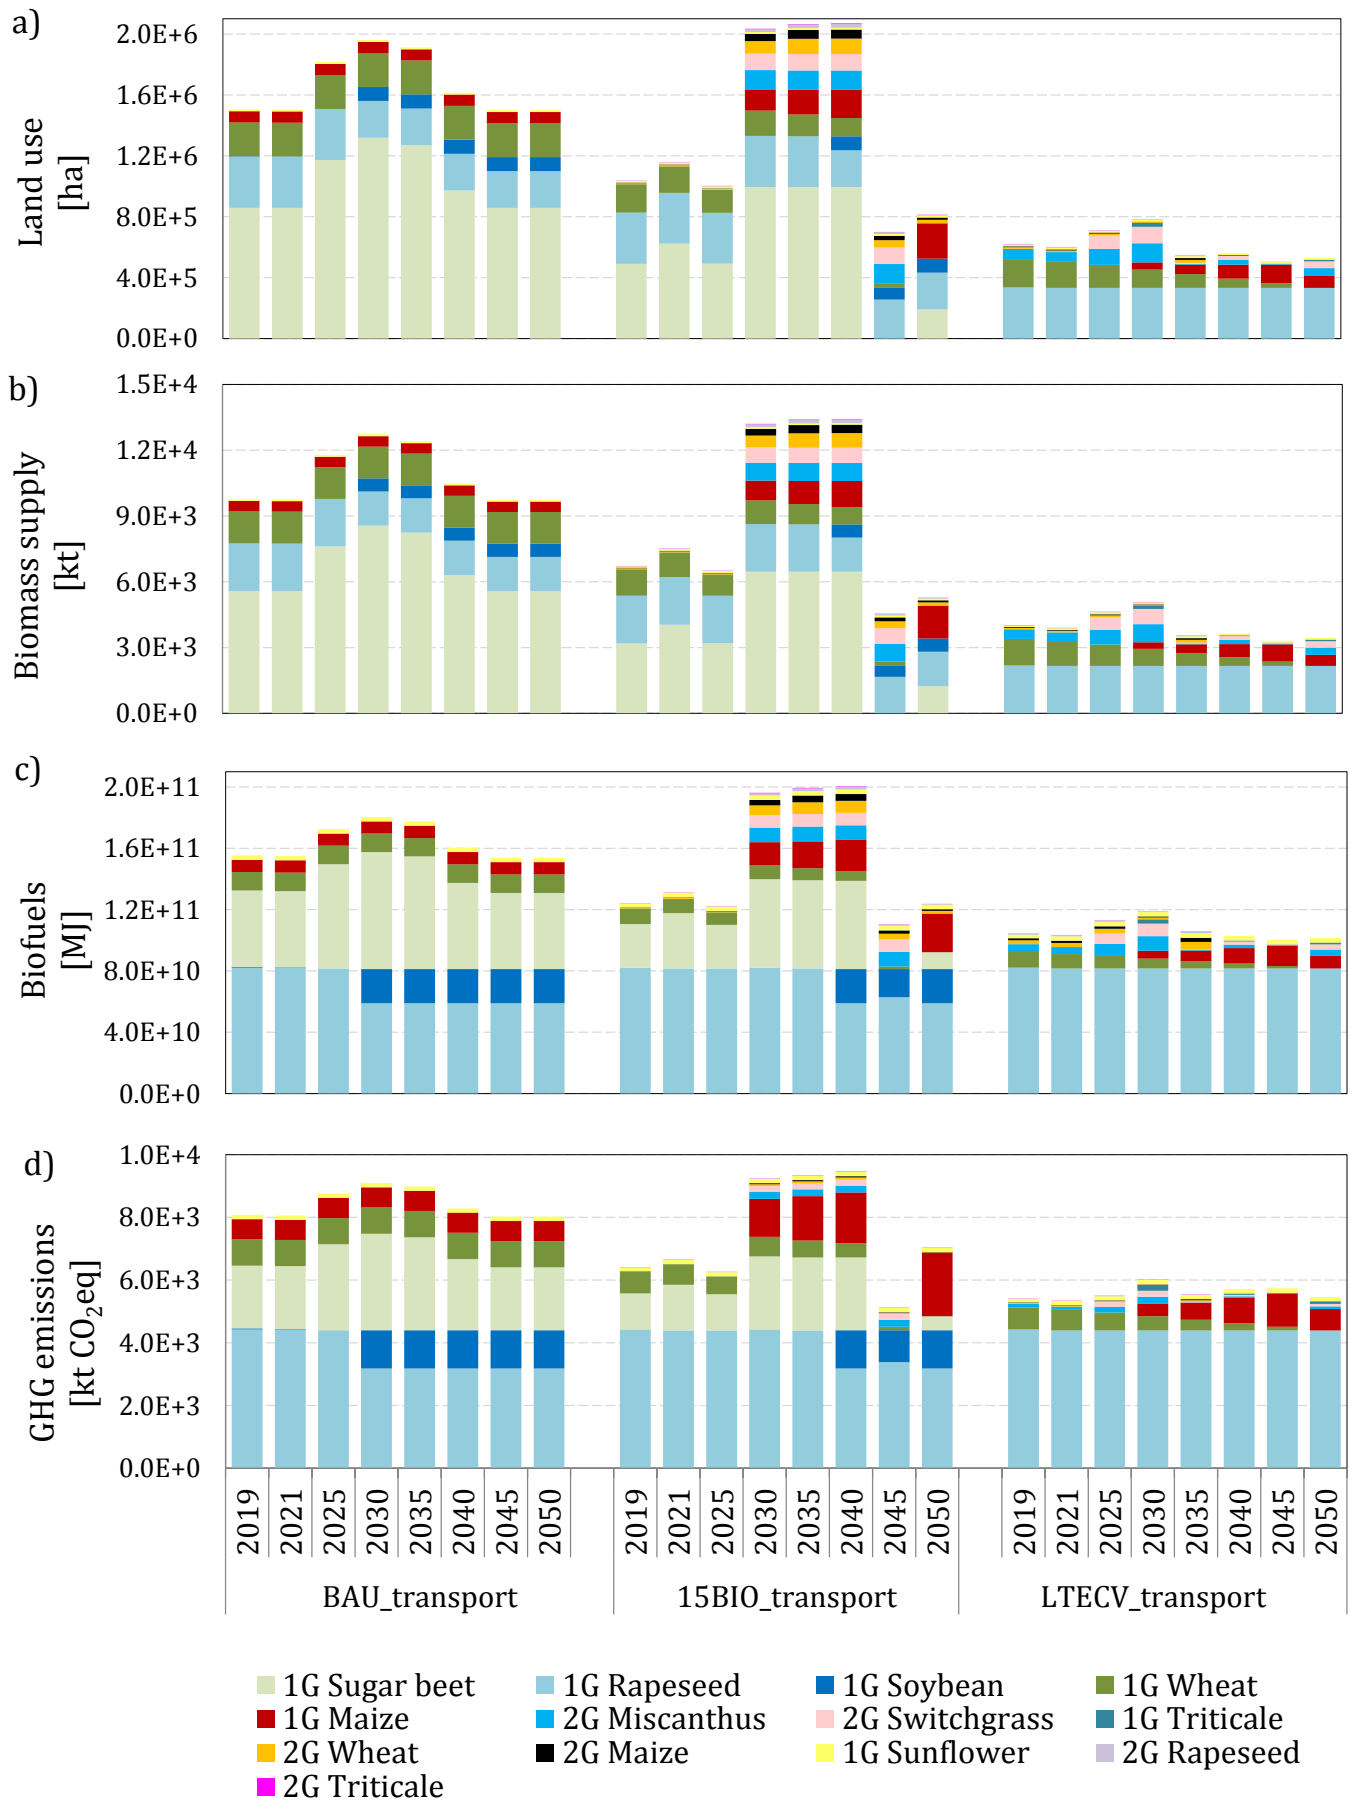 a)
Land use
[ha]
2.0E+6
1.6E+6
1.2E+6
8.0E+5
4.0E+5
0.0E+0
b)
Biomass supply
[kt]
1.5E+4
1.2E+4
9.0E+3
6.0E+3
3.0E+3
0.0E+0
c)
Biofuels
[MJ]
2.0E+11
1.6E+11
1.2E+11
8.0E+10
4.0E+10
0.0E+0
d)
GHG emissions
[kt CO₂eq]
1.0E+4
8.0E+3
6.0E+3
4.0E+3
2.0E+3
0.0E+0
2019 2021 2025 2030 2035 2040 2045 2050 2019 2021 2025 2030 2035 2040 2045 2050 2019 2021 2025 2030 2035 2040 2045 2050
BAU_transport 15BIO_transport LTECV_transport
1G Sugar beet 1G Rapeseed 1G Soybean 1G Wheat
1G Maize 2G Miscanthus 2G Switchgrass 1G Triticale
2G Wheat 2G Maize 1G Sunflower 2G Rapeseed
2G Triticale